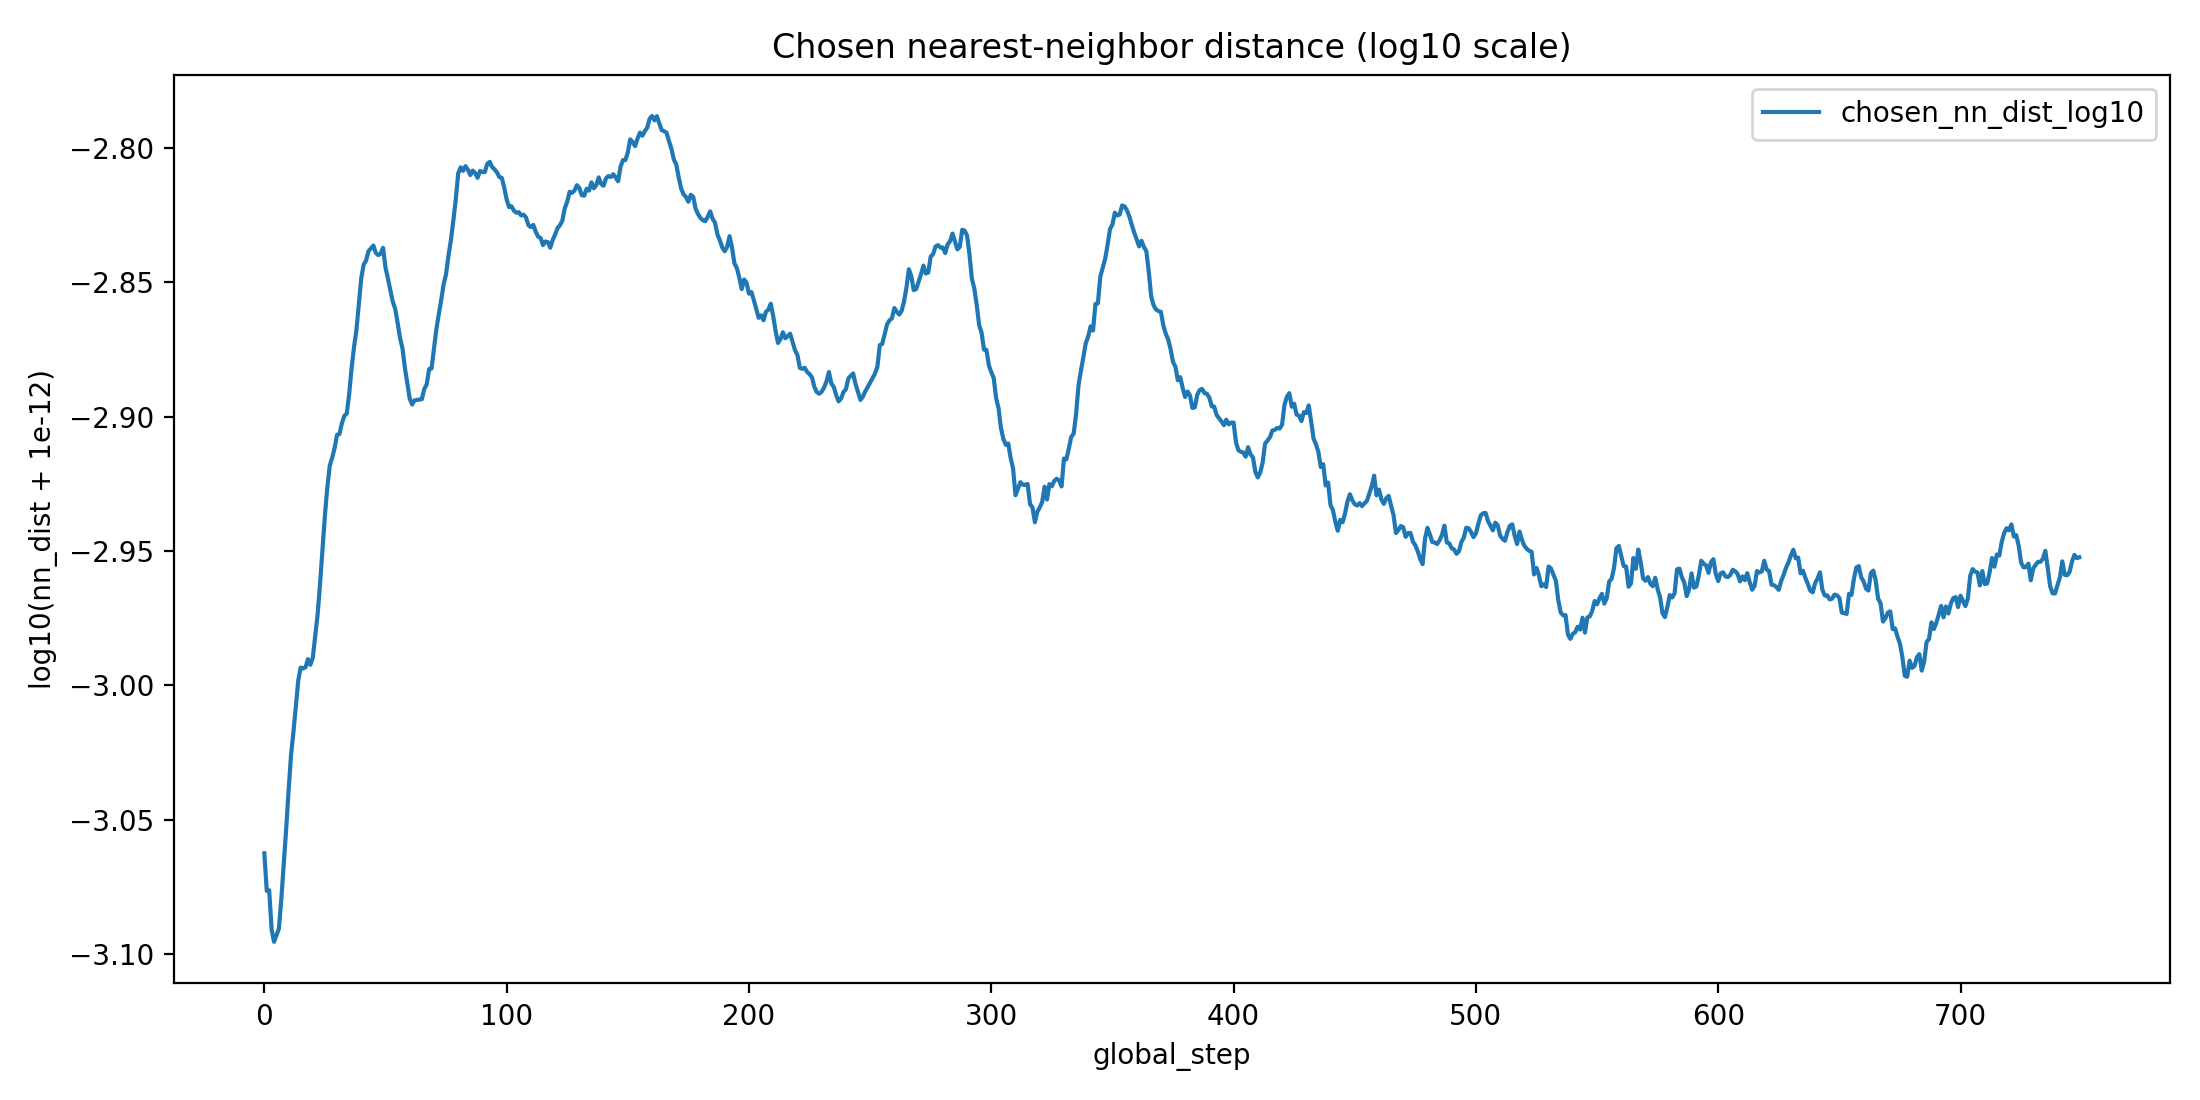 Chosen nearest-neighbor distance (log10 scale)
chosen_nn_dist_log10
log10(nn_dist + 1e-12)
−2.80
−2.85
−2.90
−2.95
−3.00
−3.05
−3.10
0 100 200 300 400 500 600 700
global_step